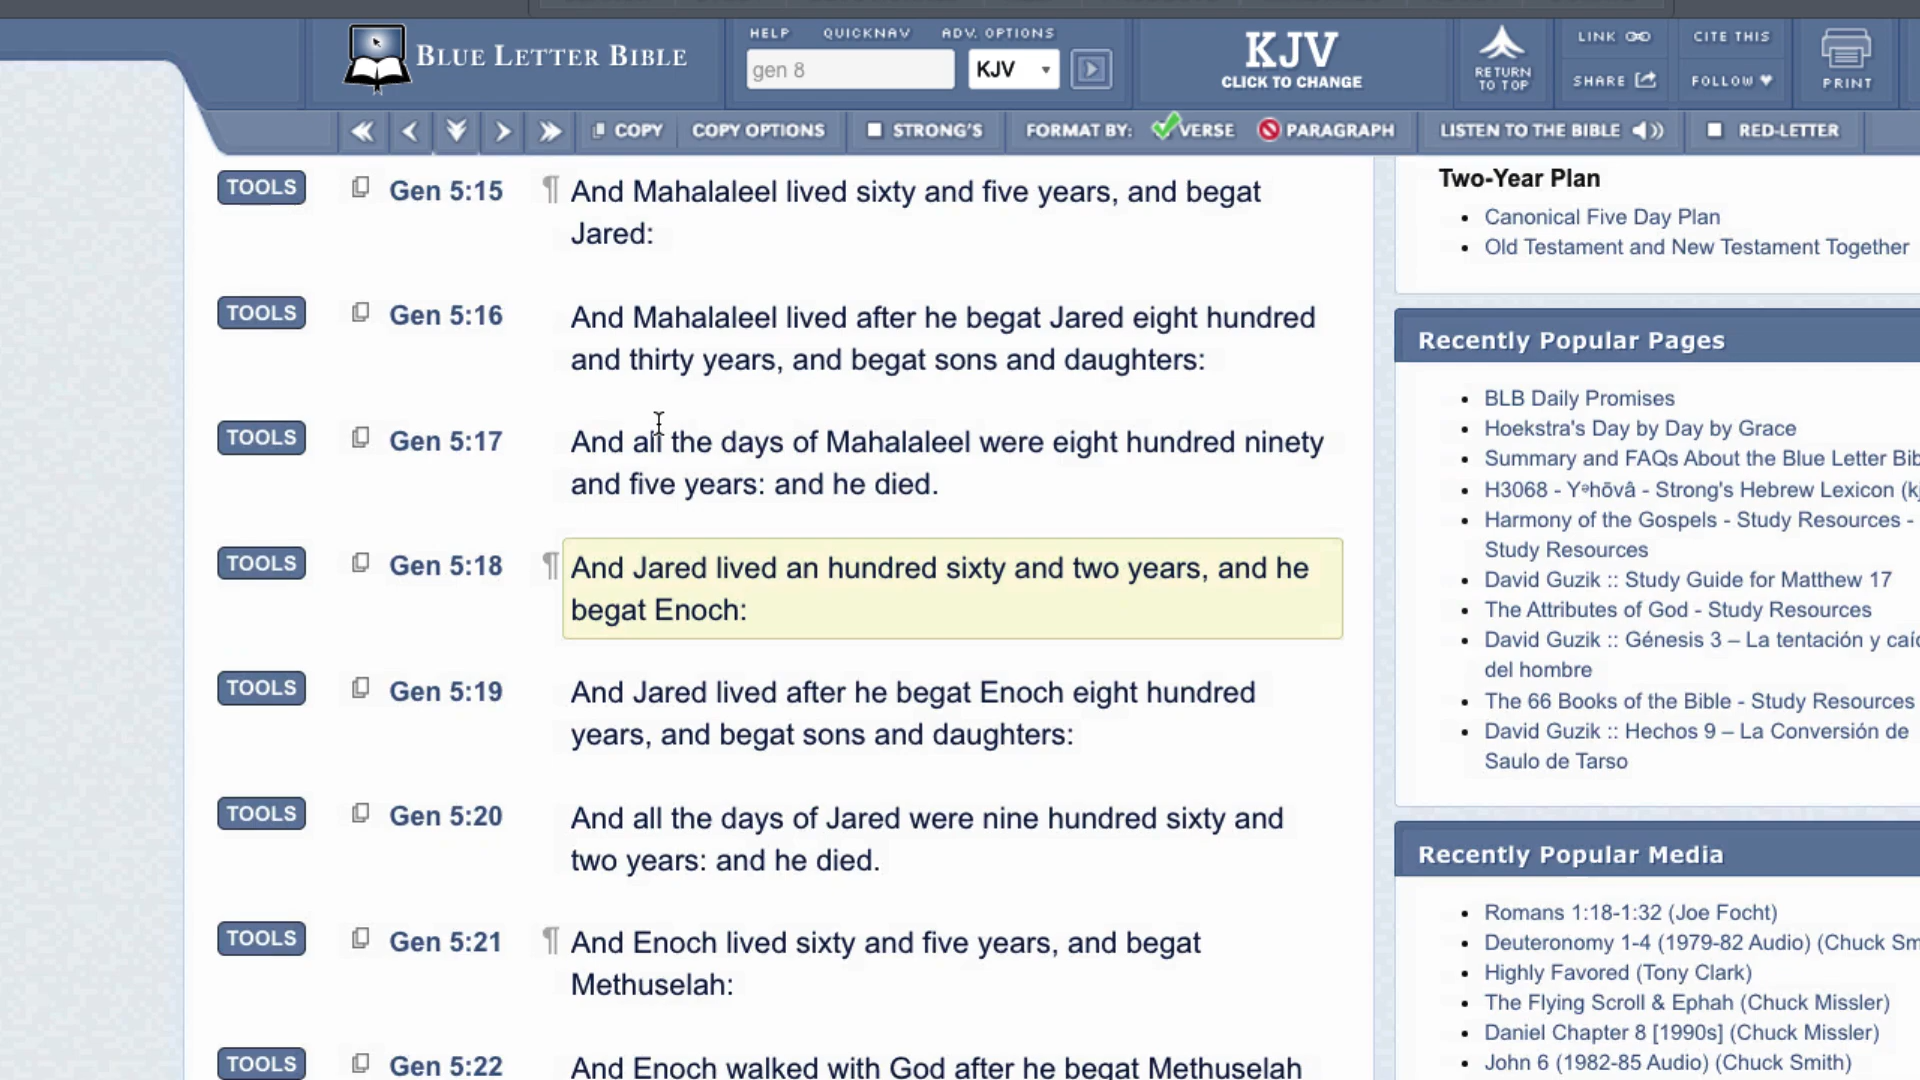 BLUE LETTER BIBLE
HELP QUICKNAV ADV. OPTIONS
gen 8 KJV
KJV
CLICK TO CHANGE
RETURN
TO TOP
LINK
SHARE
CITE THIS
FOLLOW
PRINT
COPY COPY OPTIONS STRONG'S FORMAT BY: VERSE PARAGRAPH LISTEN TO THE BIBLE RED-LETTER
TOOLS Gen 5:15 ¶ And Mahalaleel lived sixty and five years, and begat
Jared:
TOOLS Gen 5:16 And Mahalaleel lived after he begat Jared eight hundred
and thirty years, and begat sons and daughters:
TOOLS Gen 5:17 And all the days of Mahalaleel were eight hundred ninety
and five years: and he died.
TOOLS Gen 5:18 ¶ And Jared lived an hundred sixty and two years, and he
begat Enoch:
TOOLS Gen 5:19 And Jared lived after he begat Enoch eight hundred
years, and begat sons and daughters:
TOOLS Gen 5:20 And all the days of Jared were nine hundred sixty and
two years: and he died.
TOOLS Gen 5:21 ¶ And Enoch lived sixty and five years, and begat
Methuselah:
TOOLS Gen 5:22 And Enoch walked with God after he begat Methuselah
Two-Year Plan
• Canonical Five Day Plan
• Old Testament and New Testament Together
Recently Popular Pages
• BLB Daily Promises
• Hoekstra's Day by Day by Grace
• Summary and FAQs About the Blue Letter Bib
• H3068 - Yᵊhōvâ - Strong's Hebrew Lexicon (kj
• Harmony of the Gospels - Study Resources -
Study Resources
• David Guzik :: Study Guide for Matthew 17
• The Attributes of God - Study Resources
• David Guzik :: Génesis 3 – La tentación y caíd
del hombre
• The 66 Books of the Bible - Study Resources
• David Guzik :: Hechos 9 – La Conversión de
Saulo de Tarso
Recently Popular Media
• Romans 1:18-1:32 (Joe Focht)
• Deuteronomy 1-4 (1979-82 Audio) (Chuck Sm
• Highly Favored (Tony Clark)
• The Flying Scroll & Ephah (Chuck Missler)
• Daniel Chapter 8 [1990s] (Chuck Missler)
• John 6 (1982-85 Audio) (Chuck Smith)